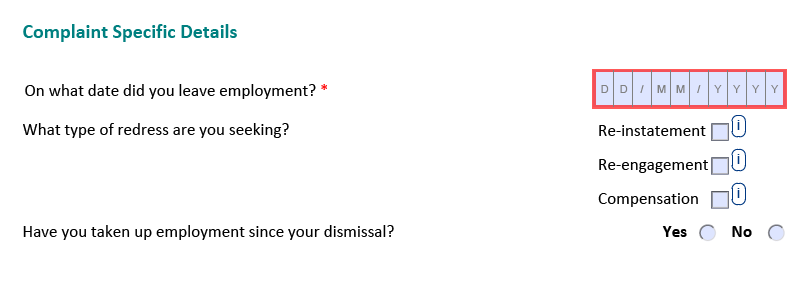 Complaint Specific Details
On what date did you leave employment? * D D / M M / Y Y Y Y
What type of redress are you seeking? Re-instatement i
Re-engagement i
Compensation i
Have you taken up employment since your dismissal? Yes No